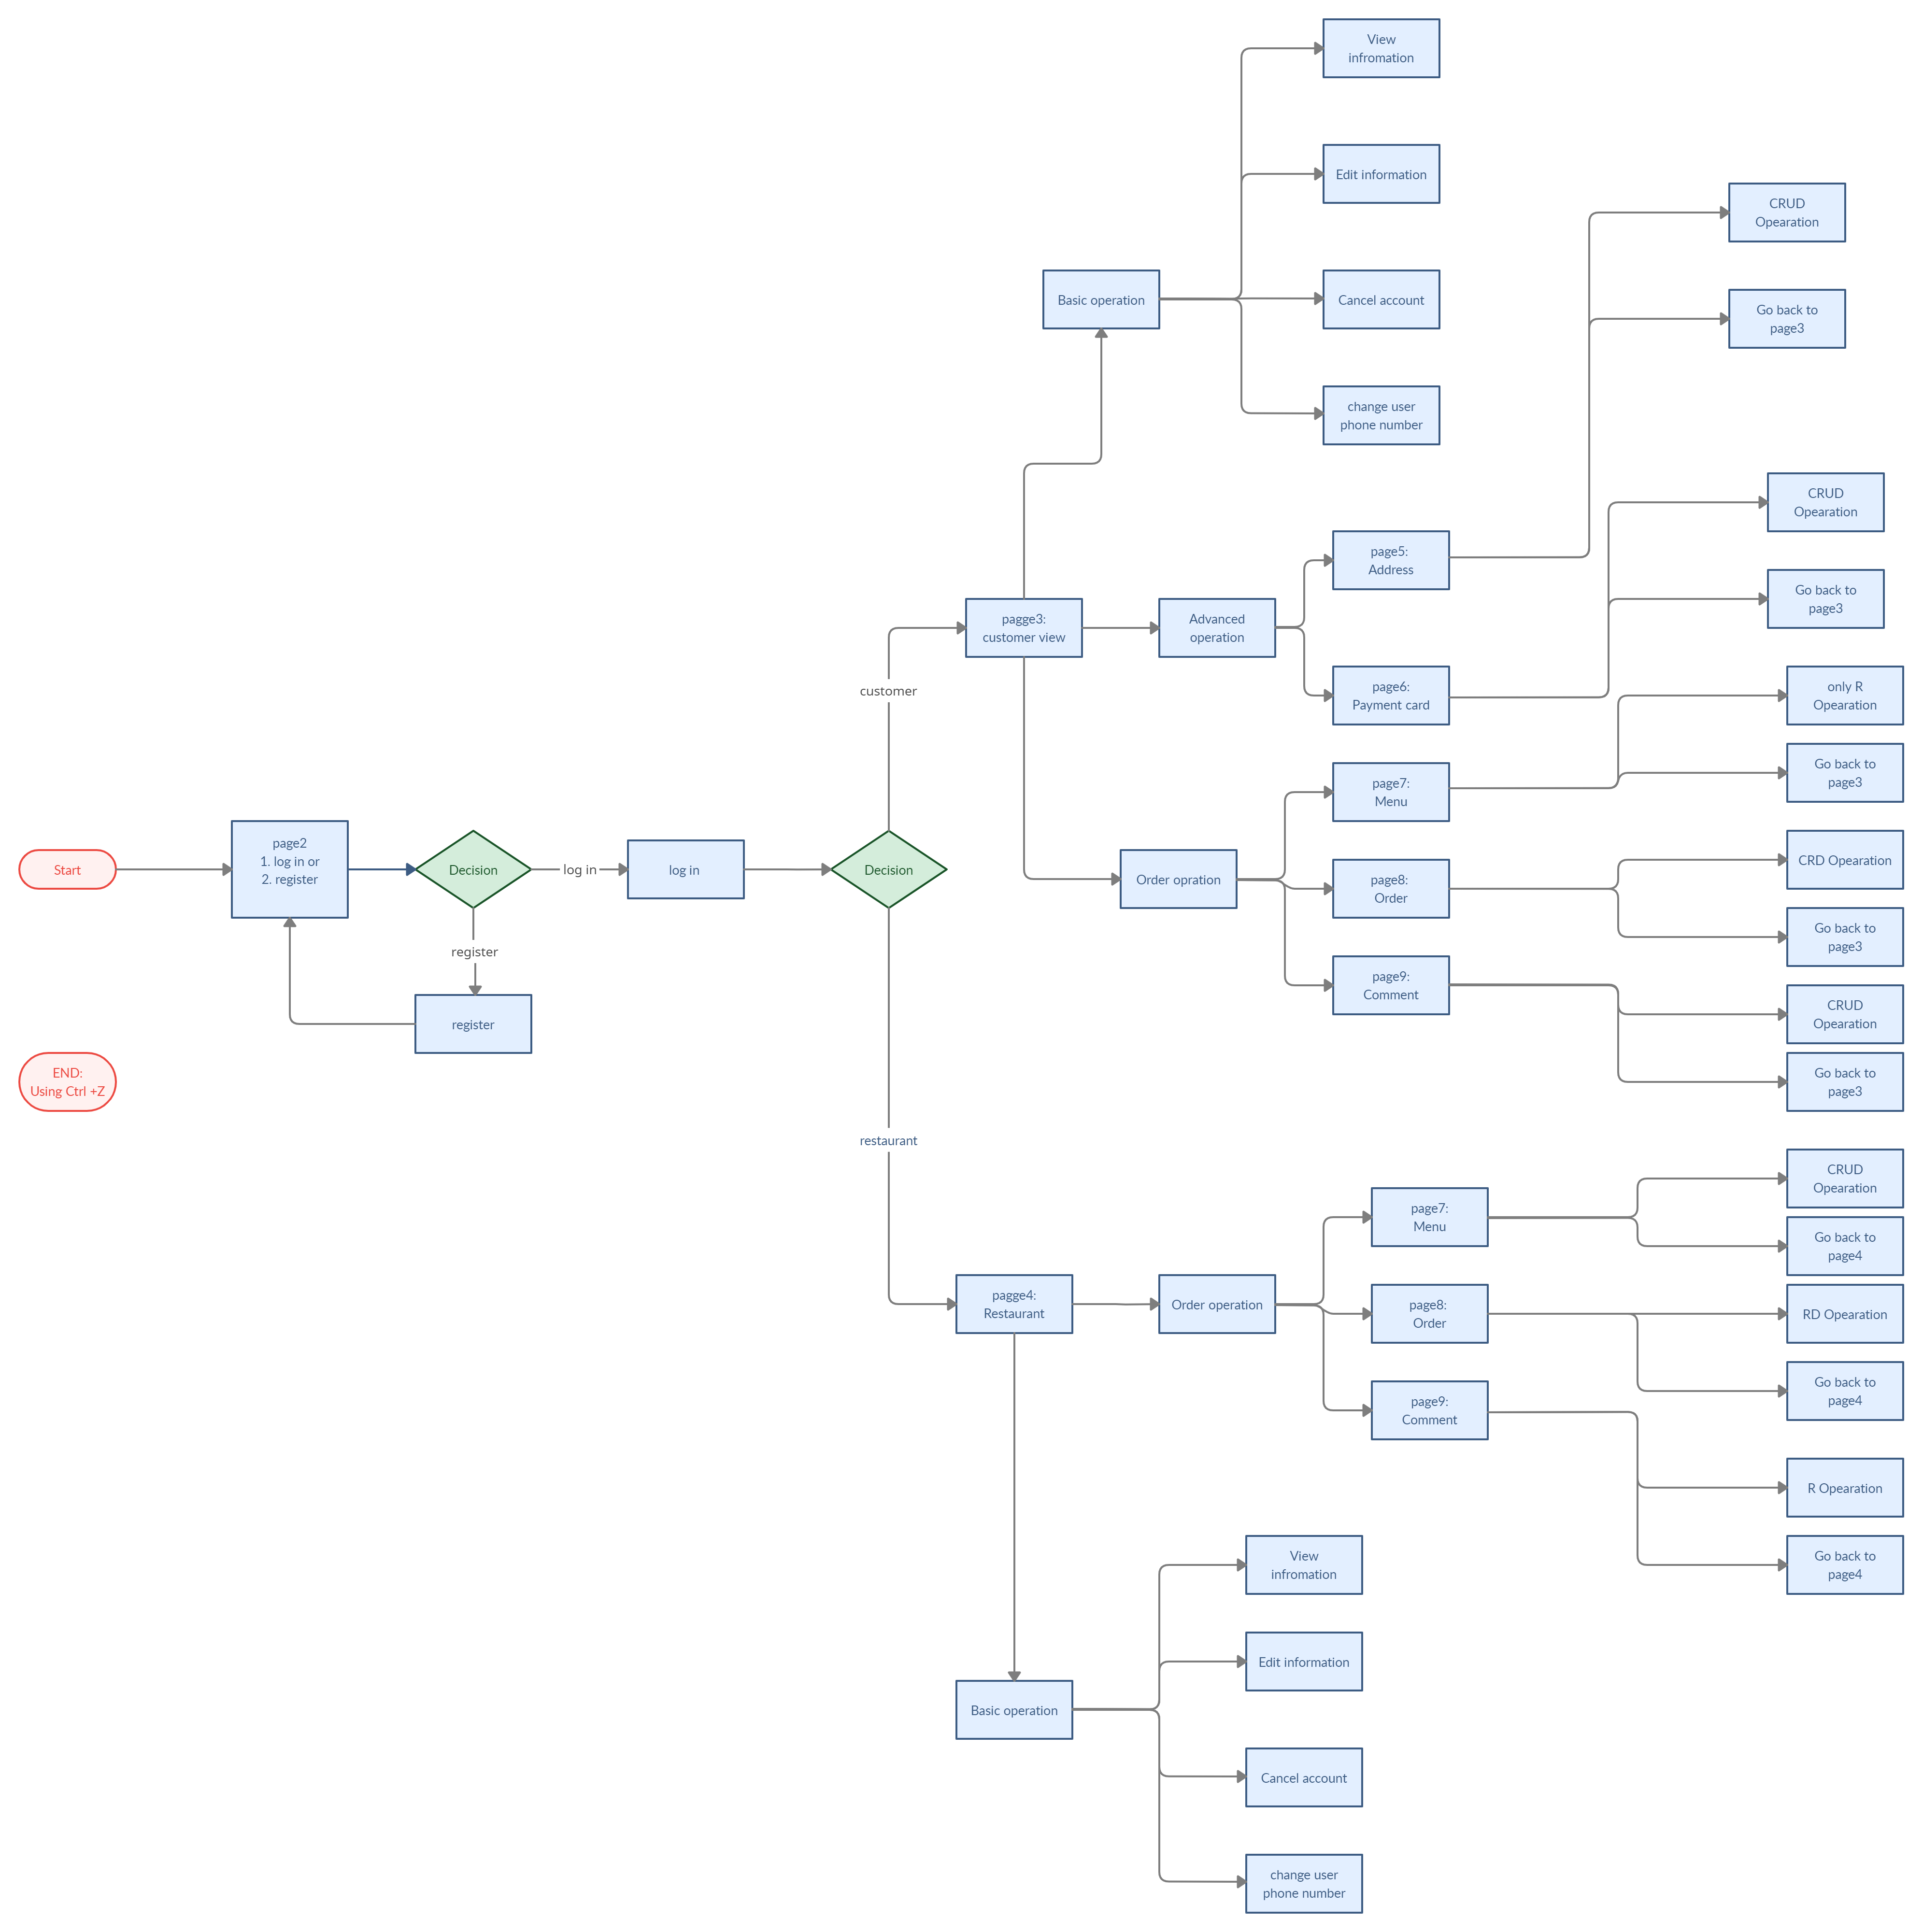 View
infromation
Edit information
CRUD
Opearation
Basic operation
Cancel account
Go back to
page3
change user
phone number
CRUD
Opearation
page5:
Address
Go back to
page3
pagge3:
customer view
Advanced
operation
customer
page6:
Payment card
only R
Opearation
page7:
Menu
Go back to
page3
Start
page2
1. log in or
2. register
Decision
log in
log in
Decision
Order opration
page8:
Order
CRD Opearation
Go back to
page3
register
page9:
Comment
register
CRUD
Opearation
END:
Using Ctrl +Z
Go back to
page3
restaurant
CRUD
Opearation
page7:
Menu
Go back to
page4
pagge4:
Restaurant
Order operation
page8:
Order
RD Opearation
Go back to
page4
page9:
Comment
R Opearation
View
infromation
Go back to
page4
Edit information
Basic operation
Cancel account
change user
phone number